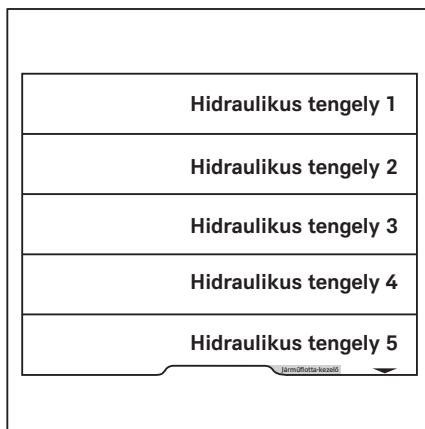 Hidraulikus tengely 1
Hidraulikus tengely 2
Hidraulikus tengely 3
Hidraulikus tengely 4
Hidraulikus tengely 5
Járműflotta-kezelő